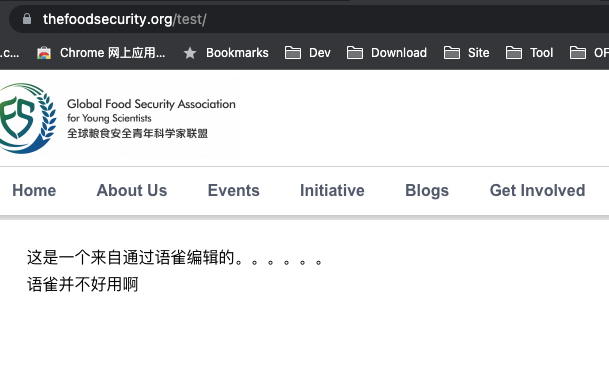 thefoodsecurity.org/test/
.c... Chrome 网上应用... Bookmarks Dev Download Site Tool OF
Global Food Security Association
for Young Scientists
全球粮食安全青年科学家联盟
Home About Us Events Initiative Blogs Get Involved
这是一个来自通过语雀编辑的。。。。。。
语雀并不好用啊